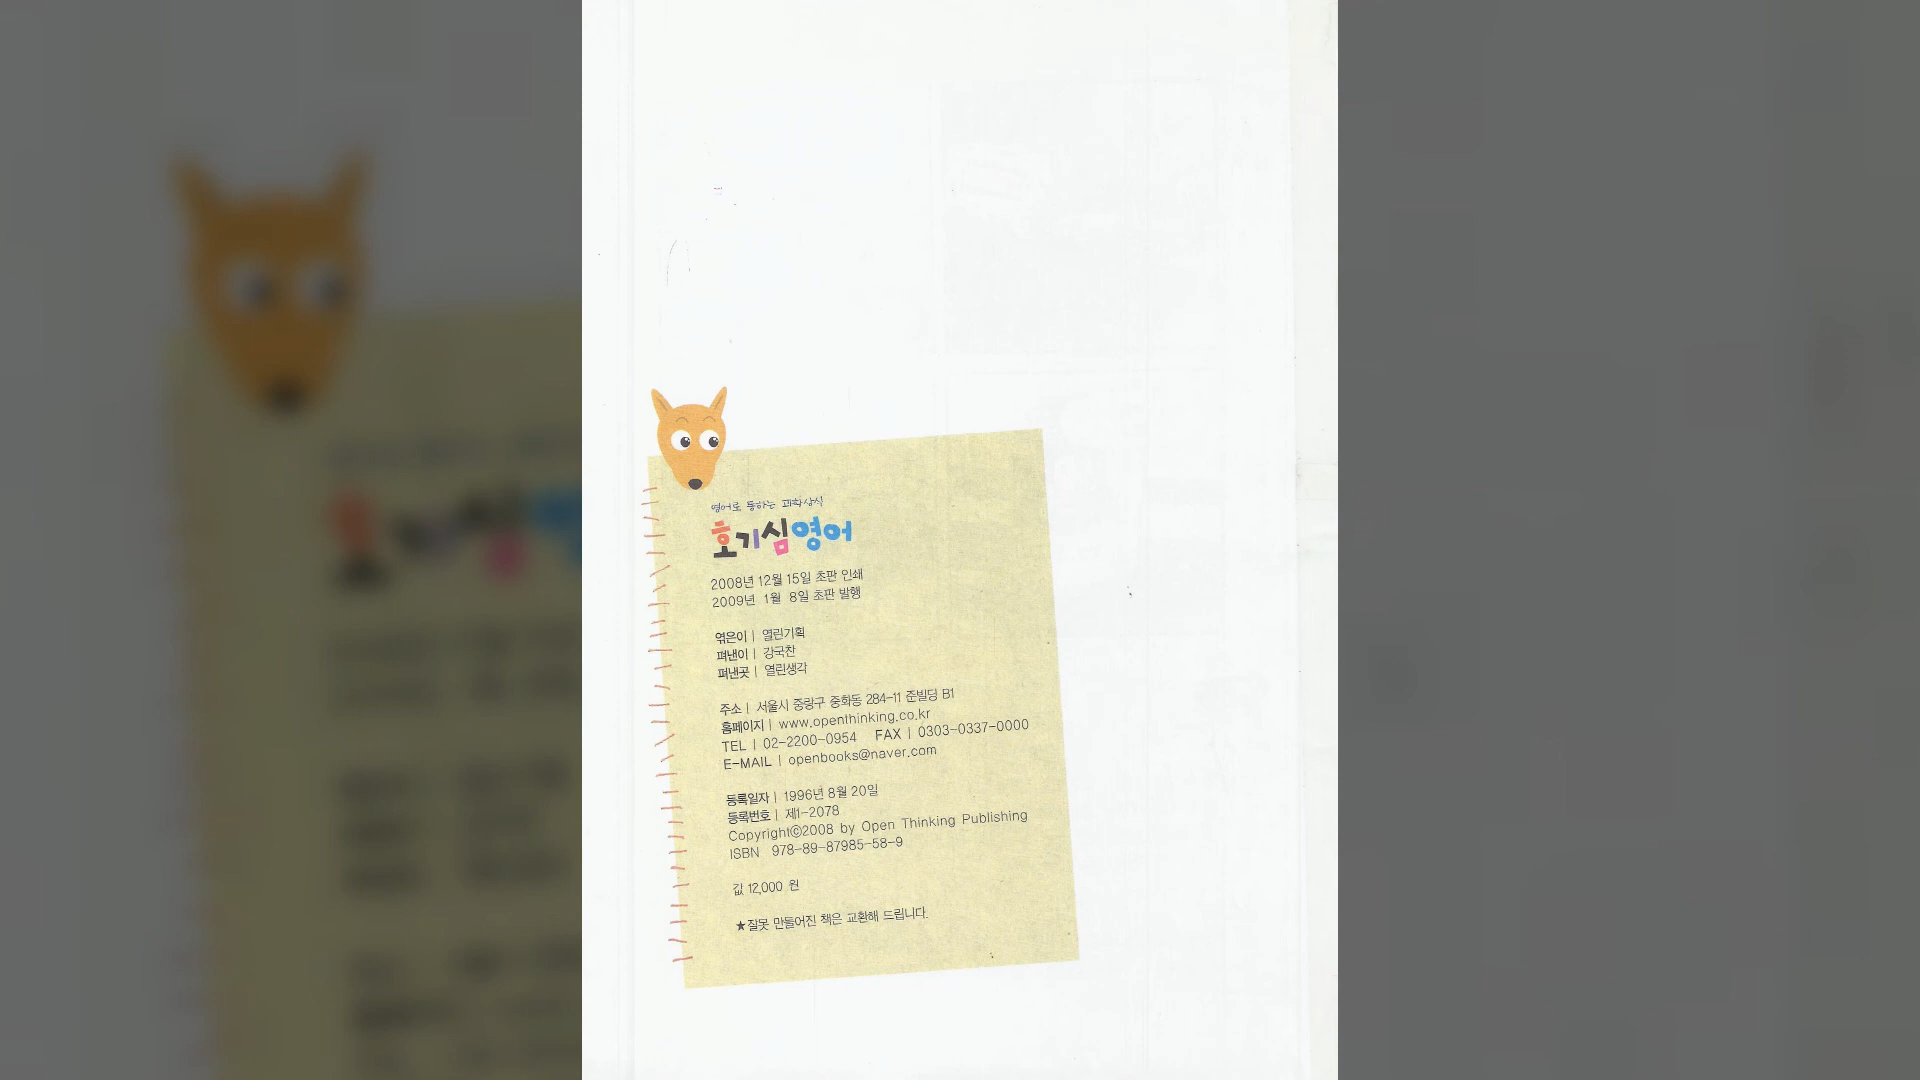 영어로 통하는 과학상식
호기심영어
2008년 12월 15일 초판 인쇄
2009년 1월 8일 초판 발행
엮은이 | 열린기획
펴낸이 | 강국찬
펴낸곳 | 열린생각
주소 | 서울시 중랑구 중화동 284-11 준빌딩 B1
홈페이지 | www.openthinking.co.kr
TEL | 02-2200-0954 FAX | 0303-0337-0000
E-MAIL | openbooks@naver.com
등록일자 | 1996년 8월 20일
등록번호 | 제1-2078
Copyright©2008 by Open Thinking Publishing
ISBN 978-89-87985-58-9
값 12,000 원
★잘못 만들어진 책은 교환해 드립니다.